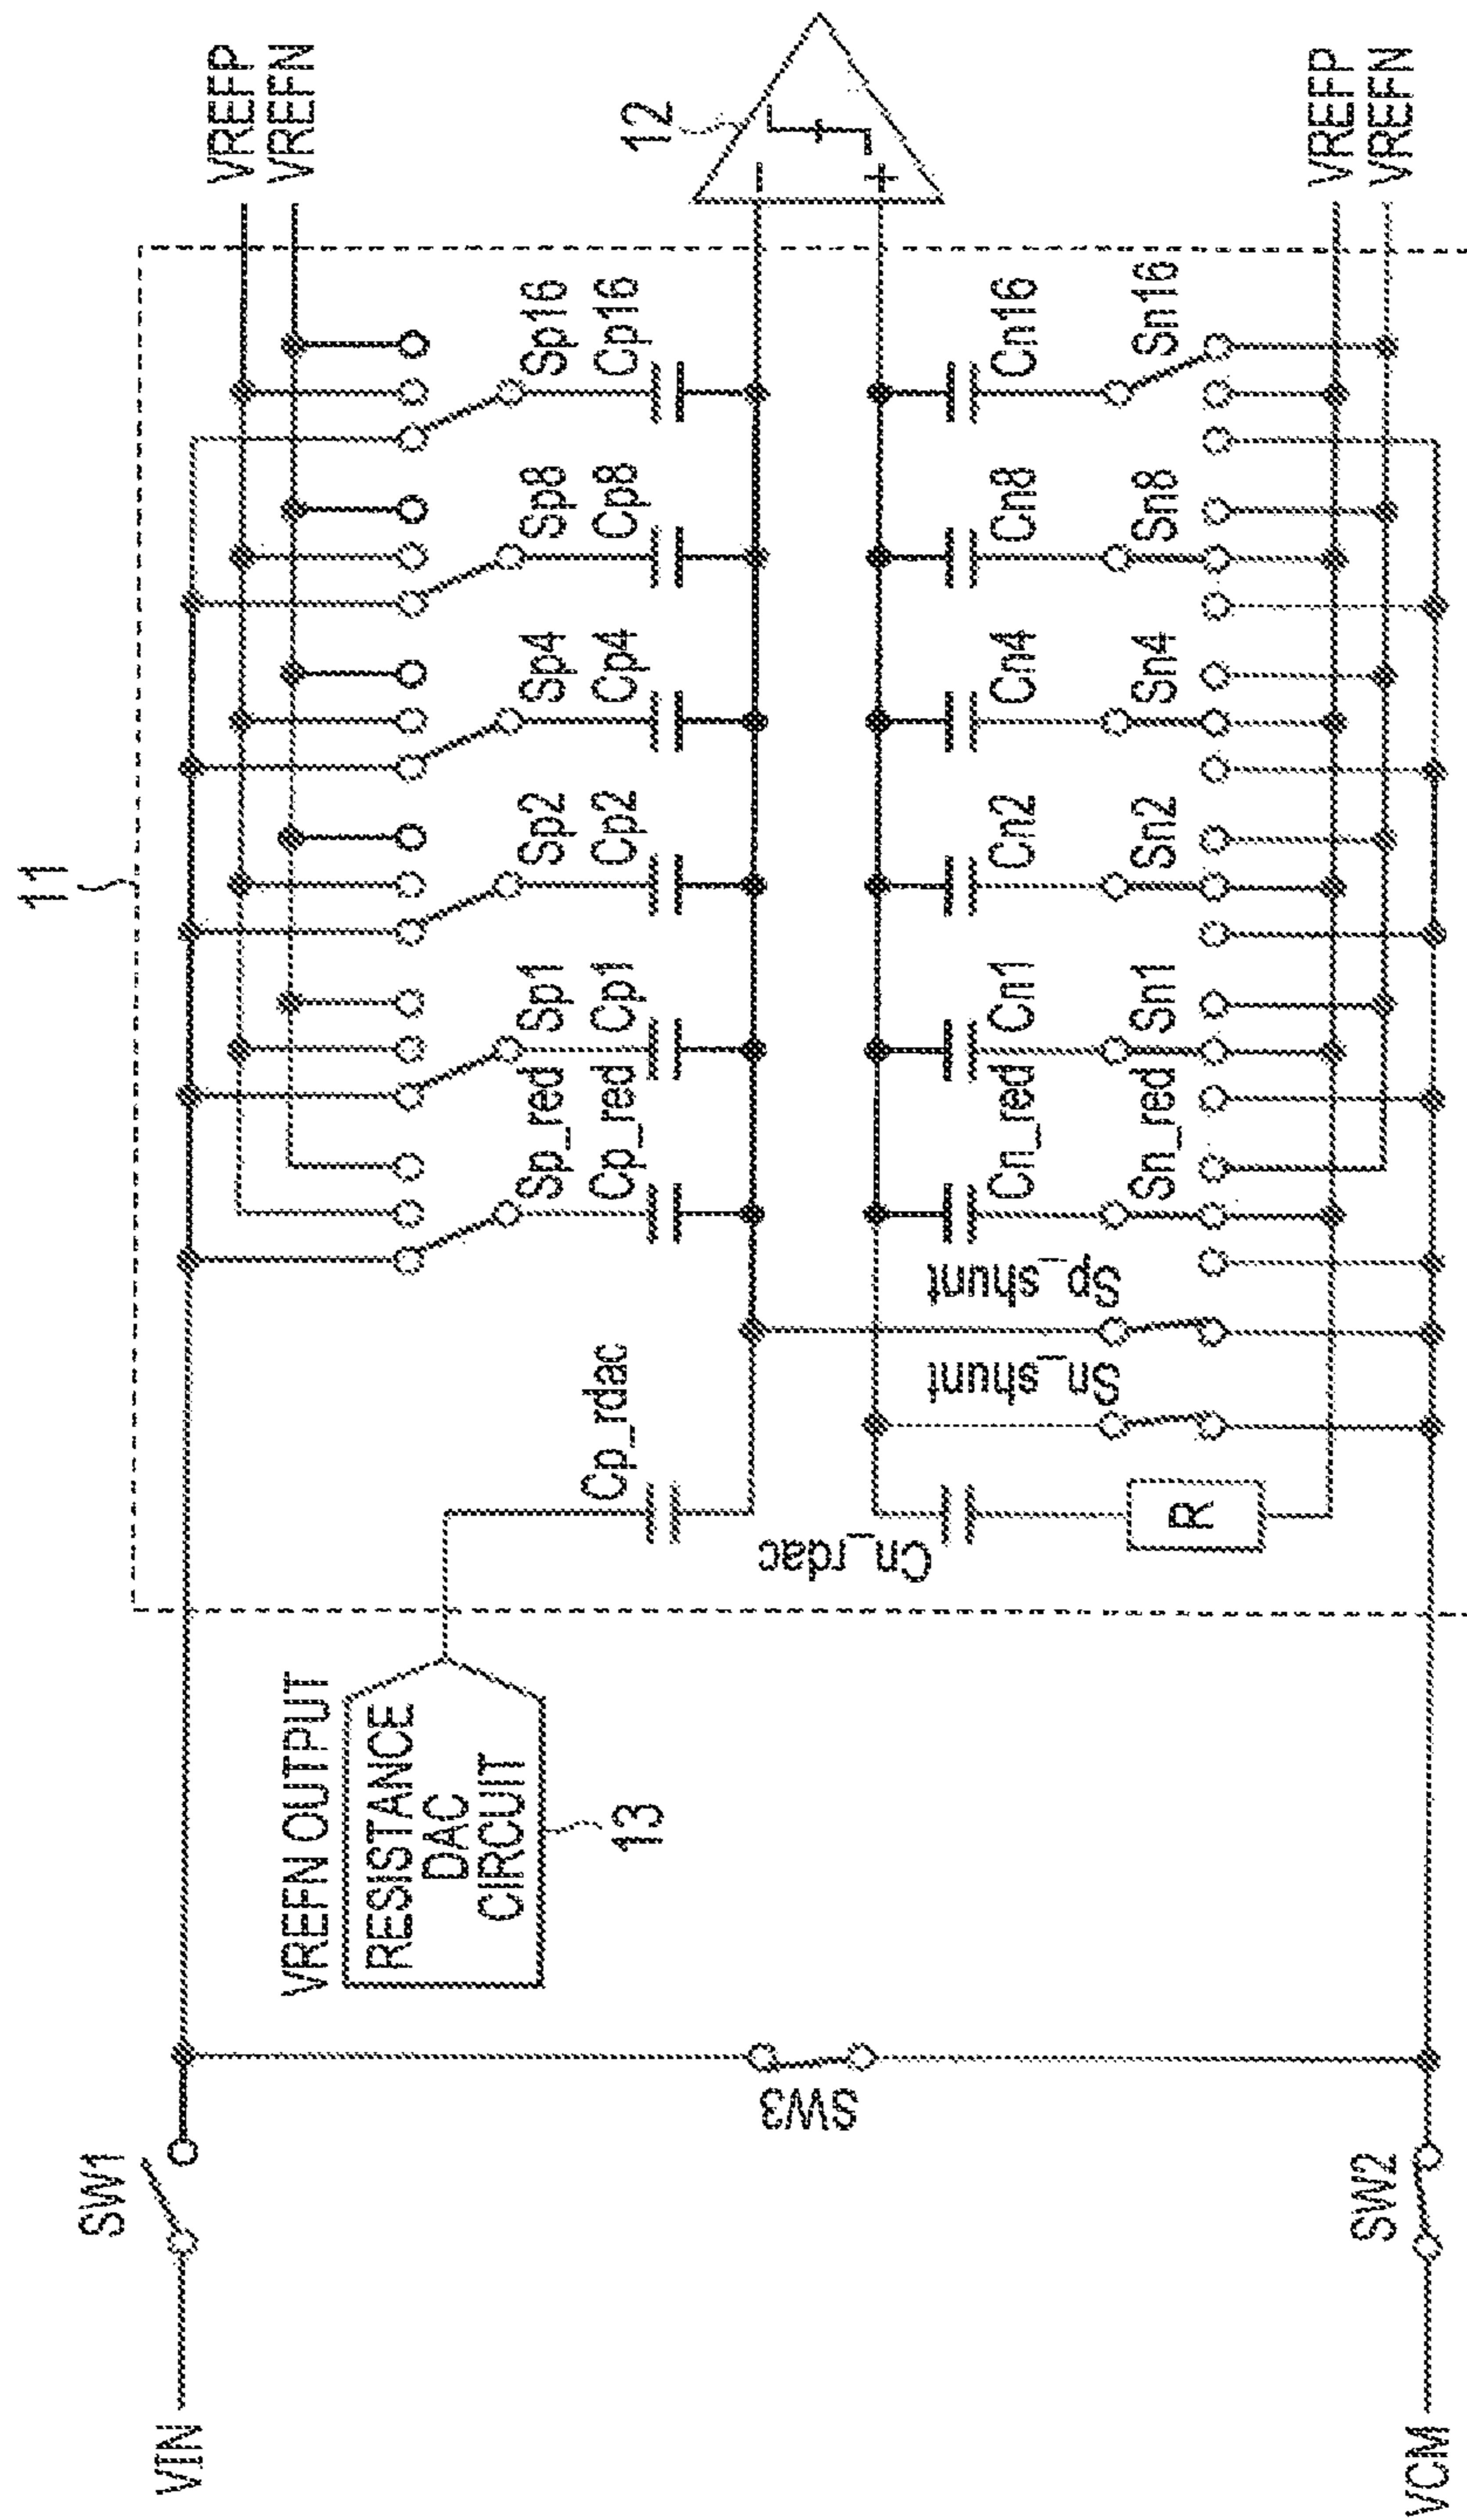 11
VREFP
VREFN
Sp_red
Sp1
Sp2
Sp4
Sp8
Sp16
Cp_red
Cp1
Cp2
Cp4
Cp8
Cp16
12
VREFN OUTPUT
RESISTANCE
DAC
CIRCUIT
13
Cp_rdac
SW1
VIN
SW3
Cn_rdac
R
Sn_shunt
Sp_shunt
Cn_red
Cn1
Cn2
Cn4
Cn8
Cn16
Sn_red
Sn1
Sn2
Sn4
Sn8
Sn16
-
+
VREFP
VREFN
SW2
VCM